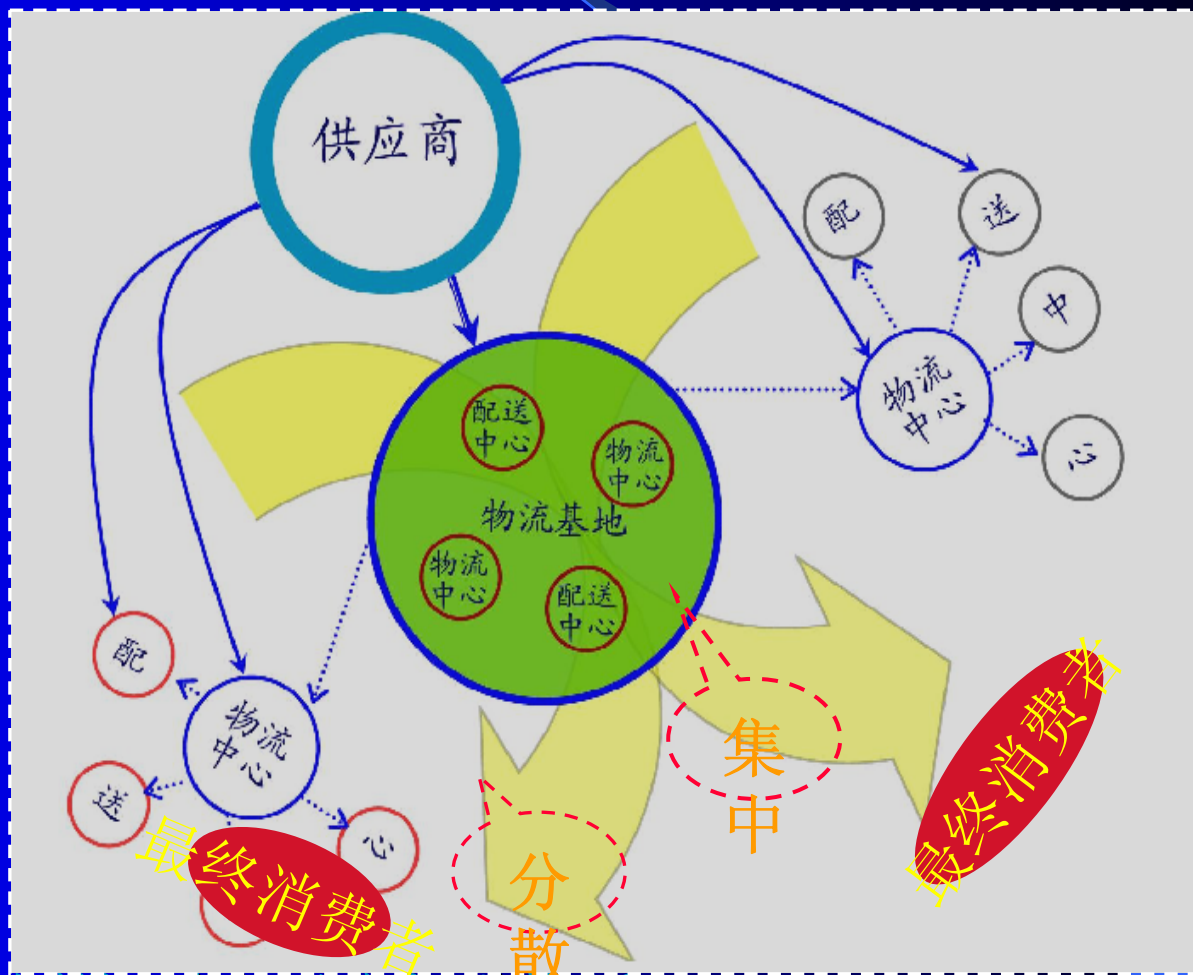 供应商
配
送
中
心
物流
中心
配送
中心
物流
中心
物流基地
物流
中心
配送
中心
配
物流
中心
送
心
最终消费者
最终消费者
集
中
分
散